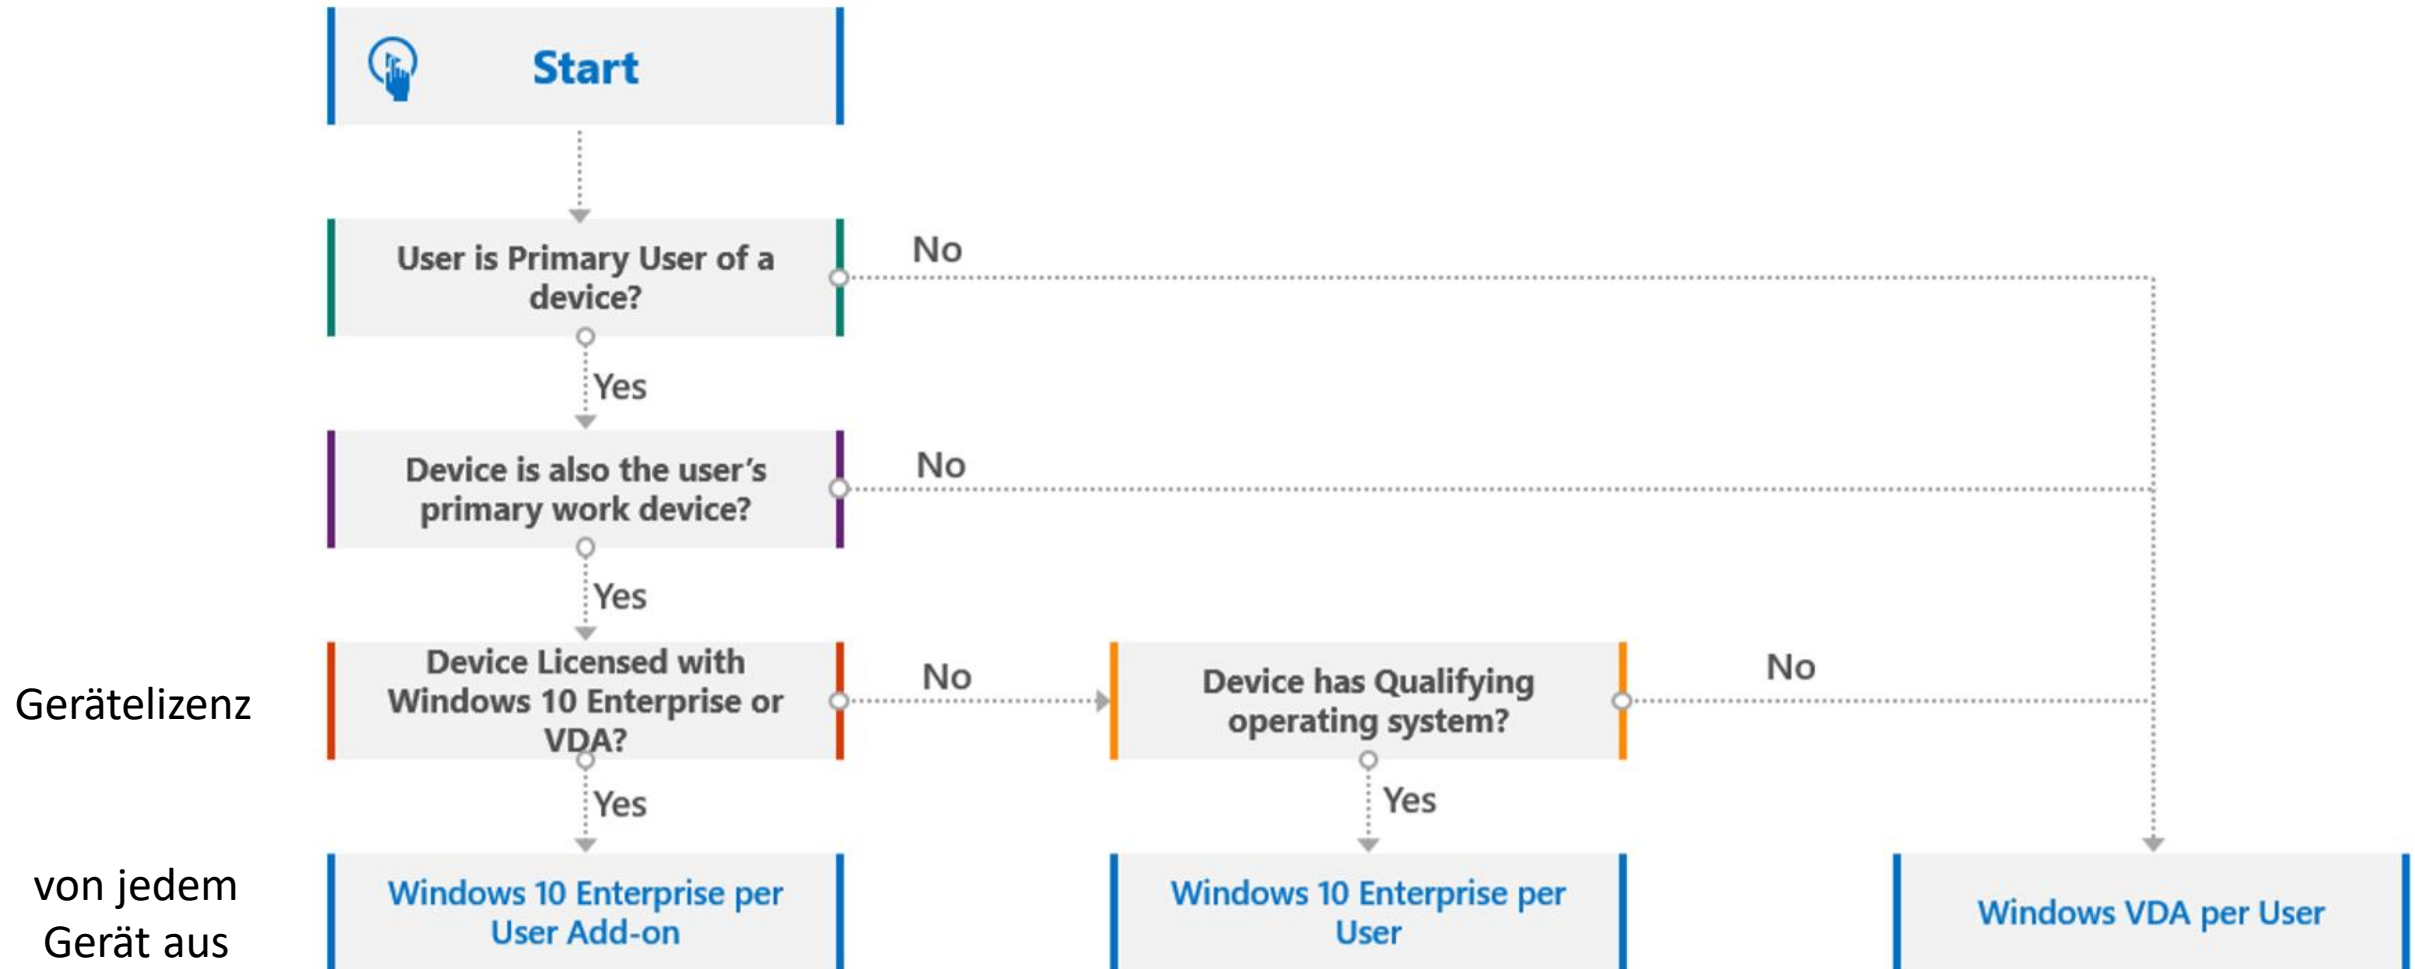 Start
User is Primary User of a
device?
No
Yes
Device is also the user's
primary work device?
No
Yes
Gerätelizenz
Device Licensed with
Windows 10 Enterprise or
VDA?
No
Device has Qualifying
operating system?
No
Yes
Yes
von jedem
Gerät aus
Windows 10 Enterprise per
User Add-on
Windows 10 Enterprise per
User
Windows VDA per User